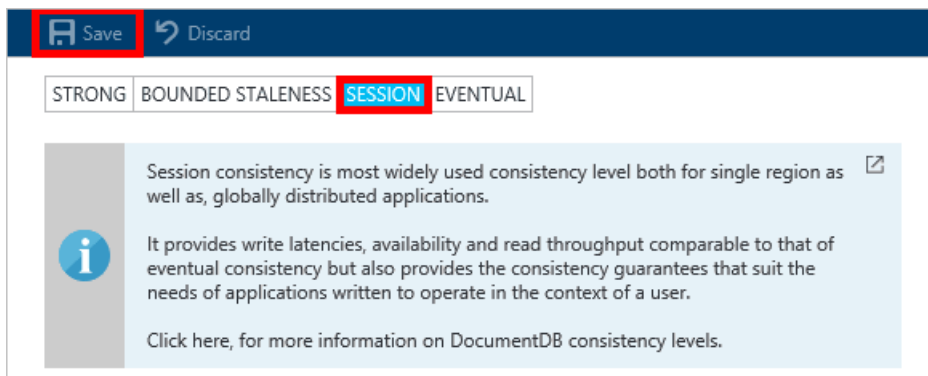 Save Discard
STRONG BOUNDED STALENESS SESSION EVENTUAL
Session consistency is most widely used consistency level both for single region as
well as, globally distributed applications.
It provides write latencies, availability and read throughput comparable to that of
eventual consistency but also provides the consistency guarantees that suit the
needs of applications written to operate in the context of a user.
Click here, for more information on DocumentDB consistency levels.